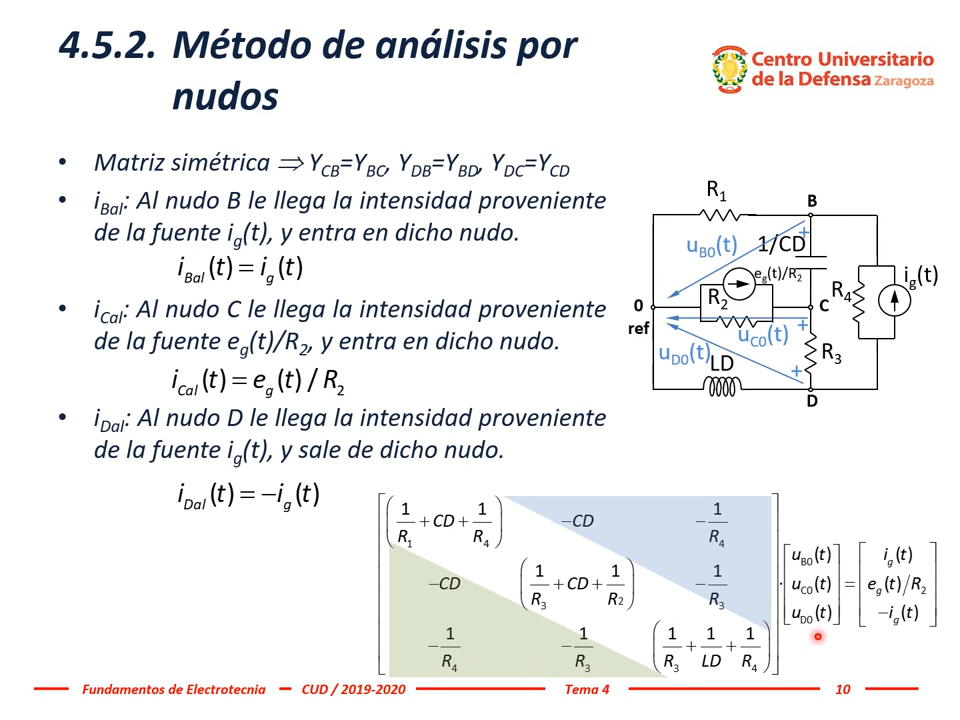 4.5.2. Método de análisis por
nudos
Centro Universitario
de la Defensa Zaragoza
• Matriz simétrica ⟹ Y_CB=Y_BC, Y_DB=Y_BD, Y_DC=Y_CD
• i_Bal: Al nudo B le llega la intensidad proveniente
de la fuente i_g(t), y entra en dicho nudo.
i_Bal (t) = i_g (t)
• i_Cal: Al nudo C le llega la intensidad proveniente
de la fuente e_g(t)/R_2, y entra en dicho nudo.
i_Cal (t) = e_g (t) / R_2
• i_Dal: Al nudo D le llega la intensidad proveniente
de la fuente i_g(t), y sale de dicho nudo.
i_Dal (t) = −i_g (t)
R_1
B
u_B0(t)
1/CD
+
e_g(t)/R_2
i_g(t)
R_4
R_2
0
ref
C
+
u_C0(t)
u_D0(t)
R_3
LD
+
D
[ (1/R_1 + CD + 1/R_4) −CD −1/R_4 ] [ u_B0(t) ] [ i_g(t) ]
[ −CD (1/R_3 + CD + 1/R_2) −1/R_3 ] · [ u_C0(t) ] = [ e_g(t)/R_2 ]
[ −1/R_4 −1/R_3 (1/R_3 + 1/LD + 1/R_4) ] [ u_D0(t) ] [ −i_g(t) ]
Fundamentos de Electrotecnia CUD / 2019-2020 Tema 4 10